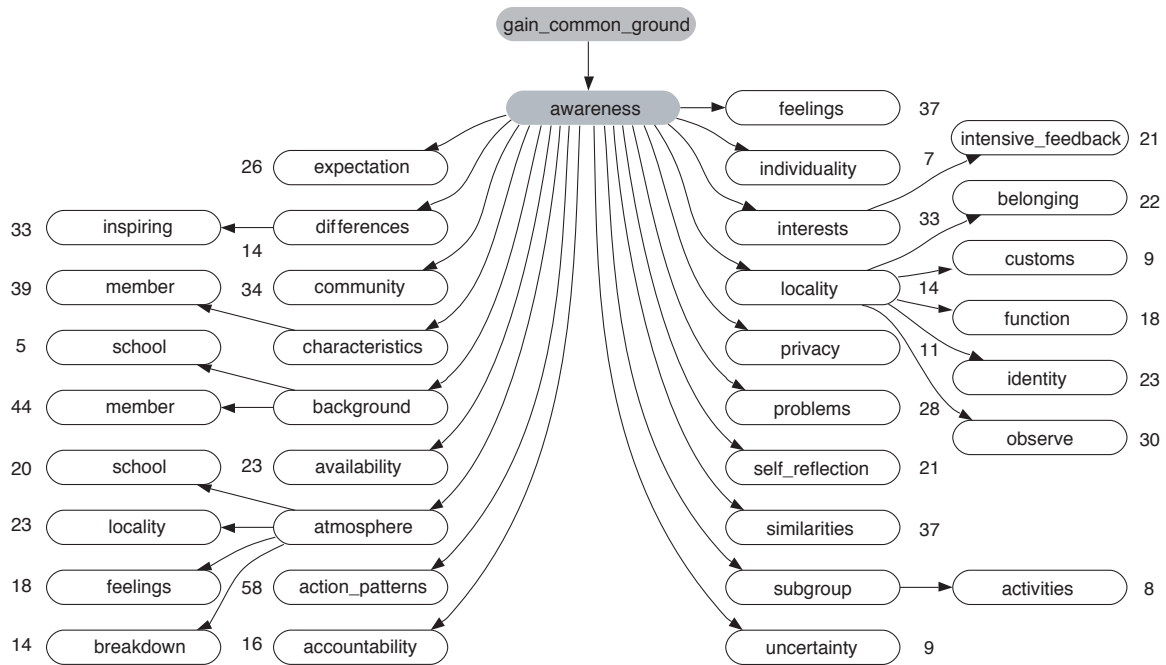 gain_common_ground
awareness
feelings 37
intensive_feedback 21
26 expectation
individuality 7
belonging 22
33 inspiring
differences
interests 33
14
customs 9
39 member
34 community
locality 14
function 18
5 school
characteristics
privacy 11
identity 23
44 member
background
problems 28
observe 30
20 school
23 availability
self_reflection 21
23 locality
atmosphere
similarities 37
18 feelings
58 action_patterns
subgroup
activities 8
14 breakdown
16 accountability
uncertainty 9